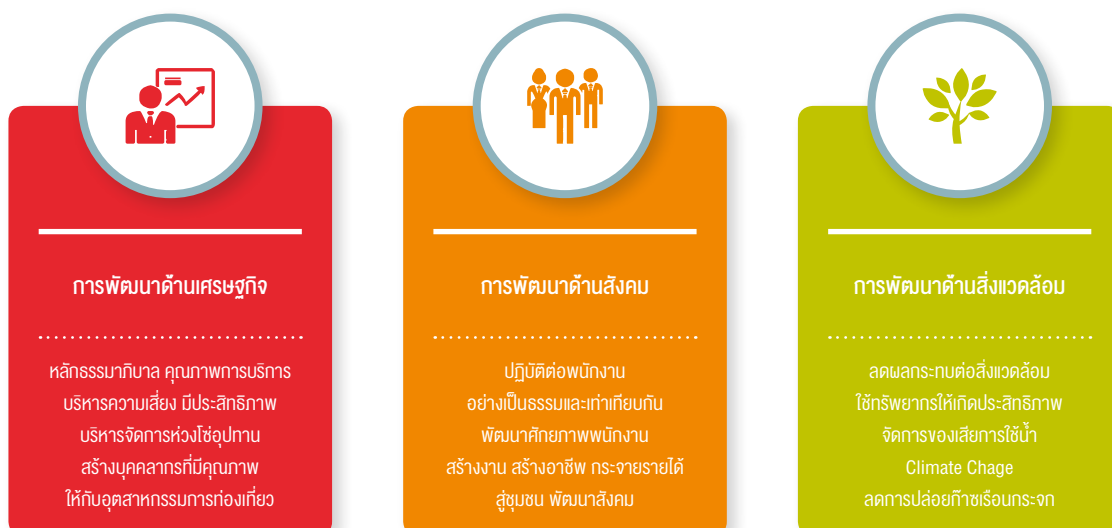 การพัฒนาด้านเศรษฐกิจ
หลักธรรมาภิบาล คุณภาพการบริการ
บริหารความเสี่ยง มีประสิทธิภาพ
บริหารจัดการห่วงโซ่อุปทาน
สร้างบุคคลากรที่มีคุณภาพ
ให้กับอุตสาหกรรมการท่องเที่ยว
การพัฒนาด้านสังคม
ปฏิบัติต่อพนักงาน
อย่างเป็นธรรมและเท่าเทียบกัน
พัฒนาศักยภาพพนักงาน
สร้างงาน สร้างอาชีพ กระจายรายได้
สู่ชุมชน พัฒนาสังคม
การพัฒนาด้านสิ่งแวดล้อม
ลดผลกระทบต่อสิ่งแวดล้อม
ใช้ทรัพยากรให้เกิดประสิทธิภาพ
จัดการของเสียการใช้น้ำ
Climate Chage
ลดการปล่อยก๊าซเรือนกระจก